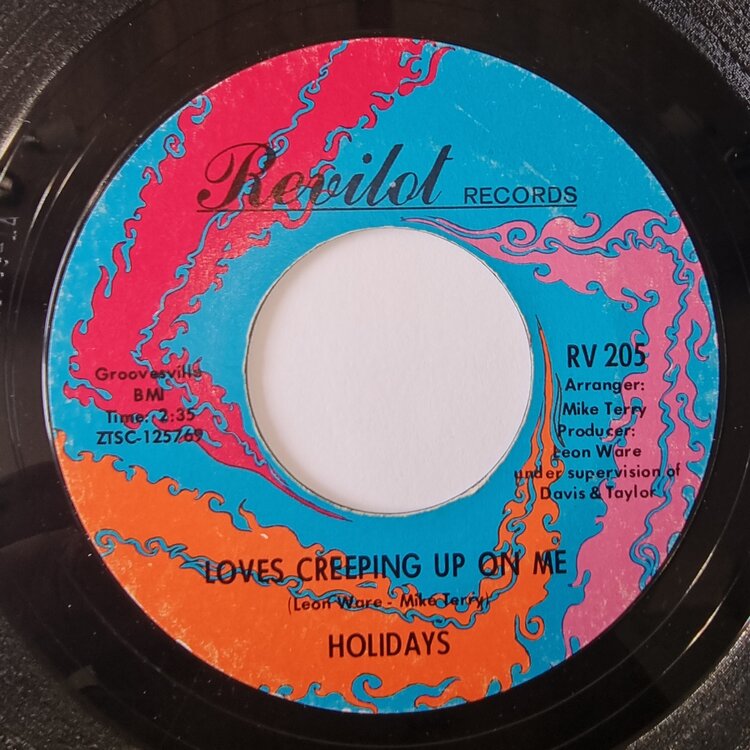 Revilot RECORDS
Groovesville
BMI
Time: 2:35
ZTSC-125769
RV 205
Arranger:
Mike Terry
Producer:
Leon Ware
under supervision of
Davis & Taylor
LOVES CREEPING UP ON ME
(Leon Ware - Mike Terry)
HOLIDAYS